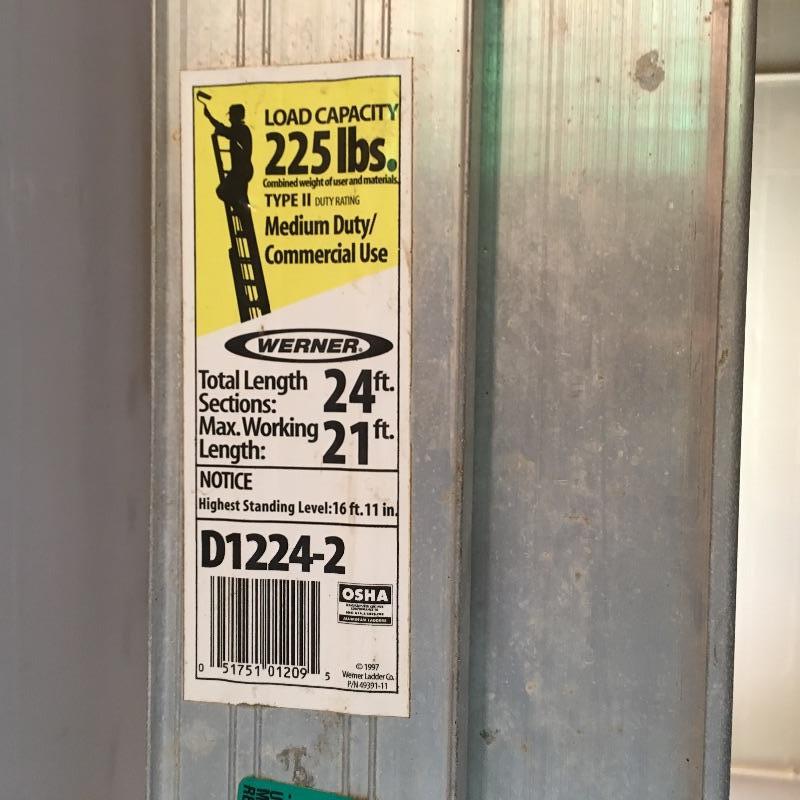 LOAD CAPACITY
225 lbs.
Combined weight of user and materials.
TYPE II DUTY RATING
Medium Duty/
Commercial Use
WERNER®
Total Length
Sections: 24 ft.
Max. Working
Length: 21 ft.
NOTICE
Highest Standing Level: 16 ft. 11 in.
D1224-2
OSHA
0 51751 01209 5
© 1997
Werner Ladder Co.
P/N 49391-11